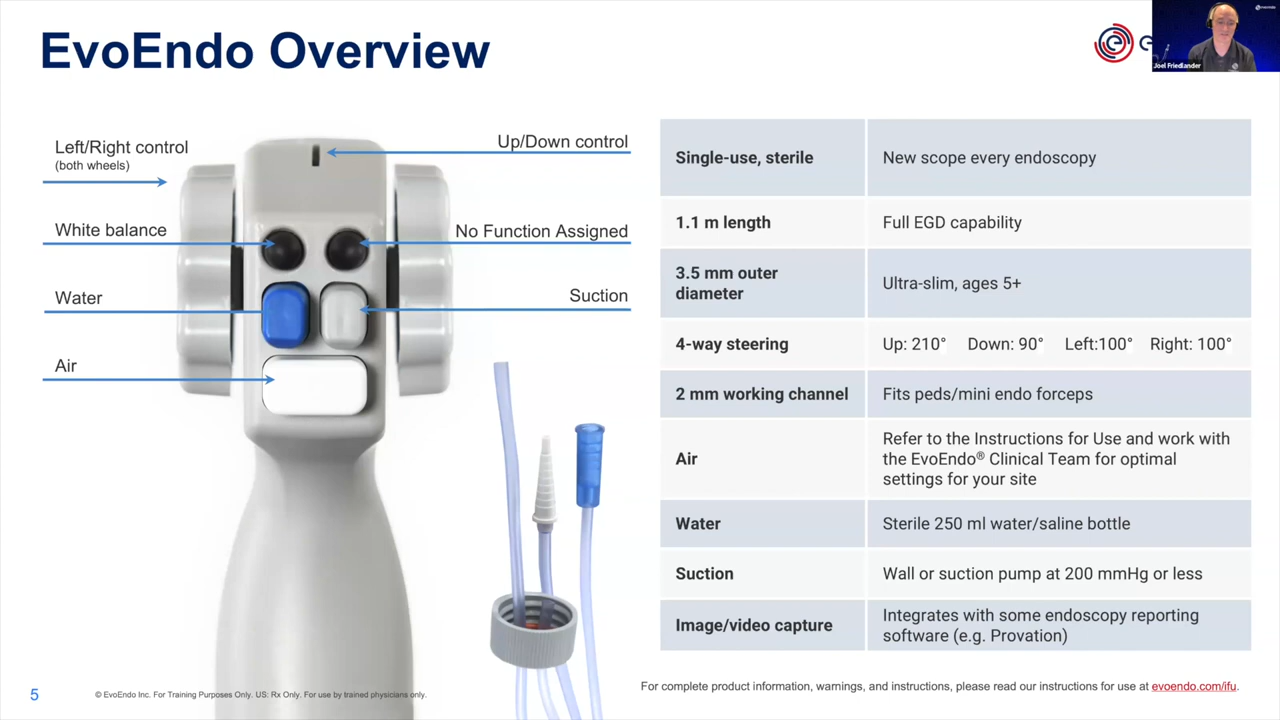 EvoEndo Overview
e
evoendo
Joel Friedlander
Left/Right control
(both wheels)
Up/Down control
White balance
No Function Assigned
Water
Suction
Air
Single-use, sterile
New scope every endoscopy
1.1 m length
Full EGD capability
3.5 mm outer
diameter
Ultra-slim, ages 5+
4-way steering
Up: 210° Down: 90° Left:100° Right: 100°
2 mm working channel
Fits peds/mini endo forceps
Air
Refer to the Instructions for Use and work with
the EvoEndo® Clinical Team for optimal
settings for your site
Water
Sterile 250 ml water/saline bottle
Suction
Wall or suction pump at 200 mmHg or less
Image/video capture
Integrates with some endoscopy reporting
software (e.g. Provation)
5
© EvoEndo Inc. For Training Purposes Only. US: Rx Only. For use by trained physicians only.
For complete product information, warnings, and instructions, please read our instructions for use at evoendo.com/ifu.